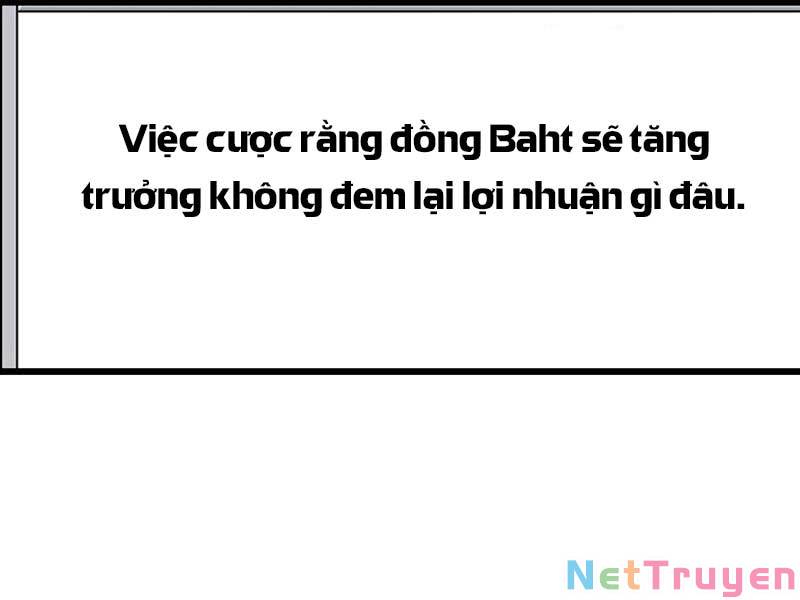 Việc cược rằng đồng Baht sẽ tăng
trưởng không đem lại lợi nhuận gì đâu.
NetTruyen